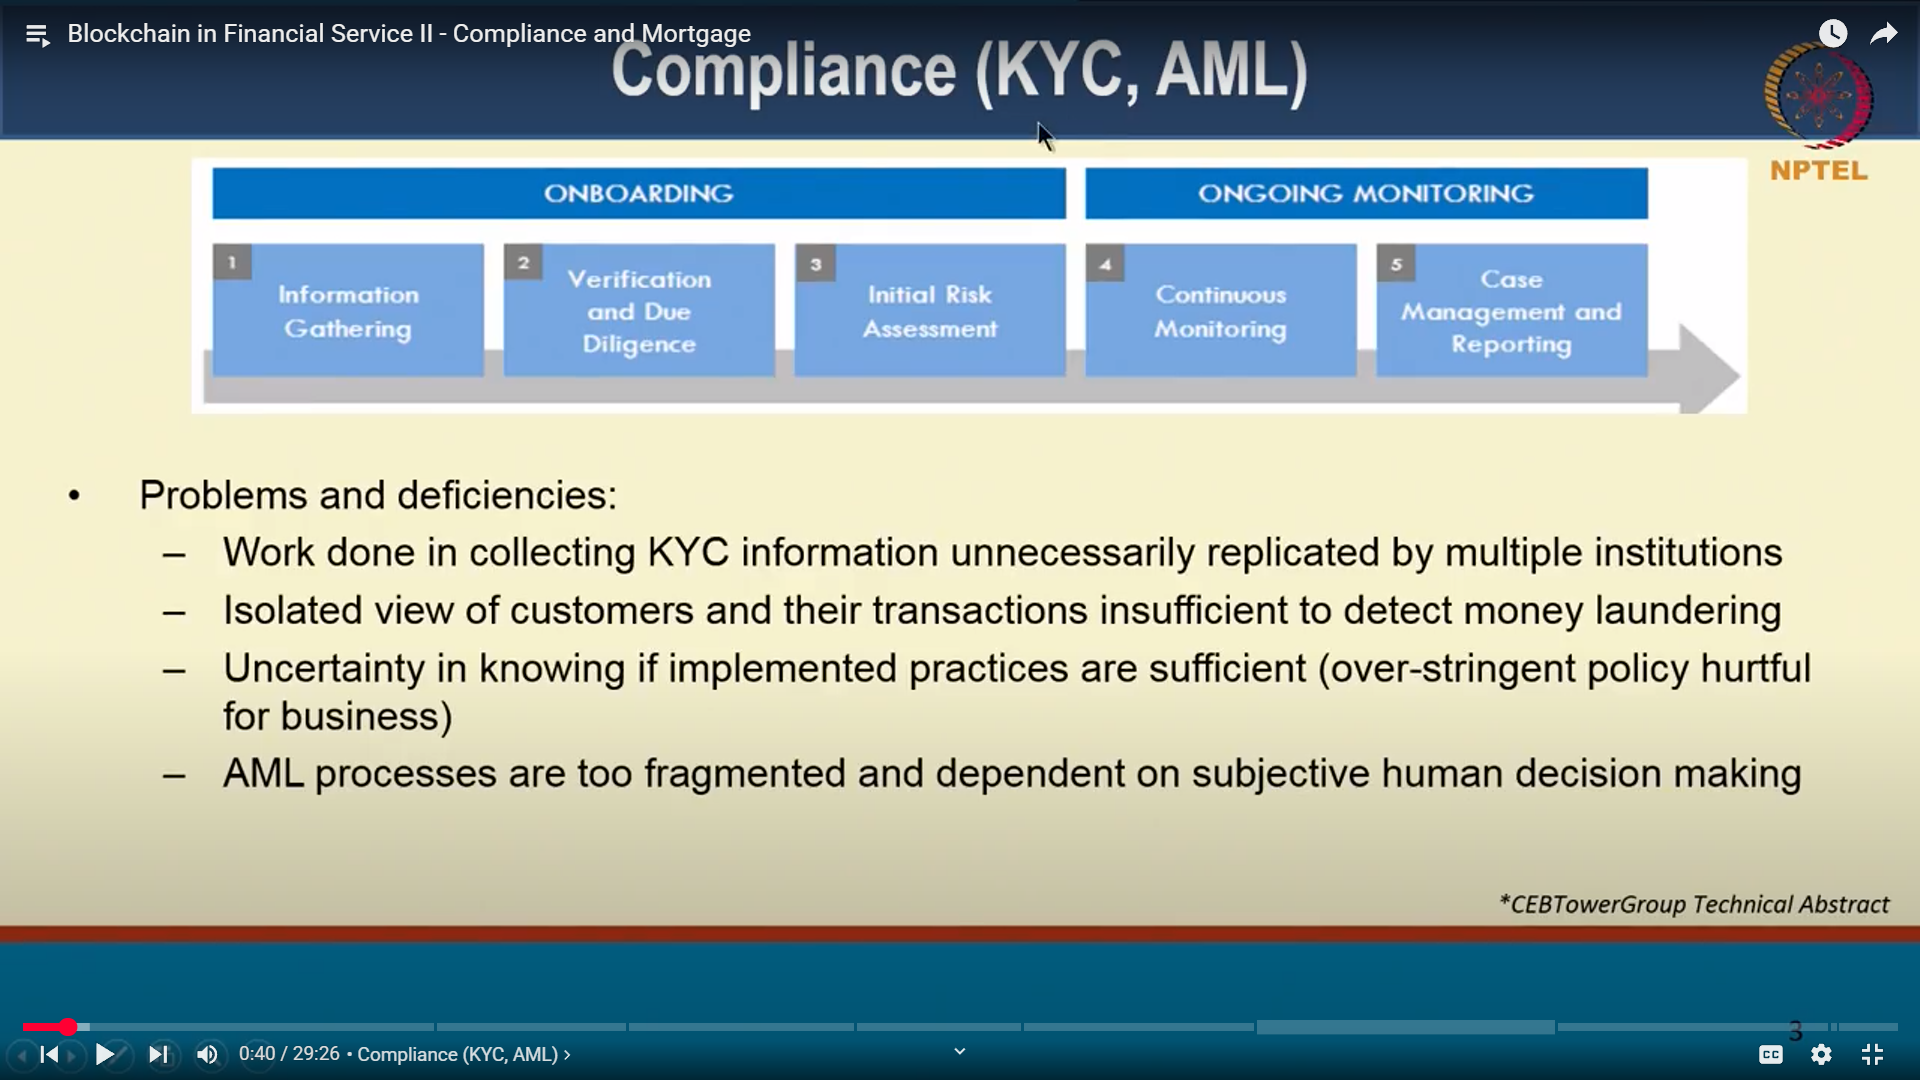 Blockchain in Financial Service II - Compliance and Mortgage
Compliance (KYC, AML)
NPTEL
ONBOARDING
ONGOING MONITORING
1
Information
Gathering
2
Verification
and Due
Diligence
3
Initial Risk
Assessment
4
Continuous
Monitoring
5
Case
Management and
Reporting
• Problems and deficiencies:
– Work done in collecting KYC information unnecessarily replicated by multiple institutions
– Isolated view of customers and their transactions insufficient to detect money laundering
– Uncertainty in knowing if implemented practices are sufficient (over-stringent policy hurtful
for business)
– AML processes are too fragmented and dependent on subjective human decision making
*CEBTowerGroup Technical Abstract
3
0:40 / 29:26 • Compliance (KYC, AML) ›
CC